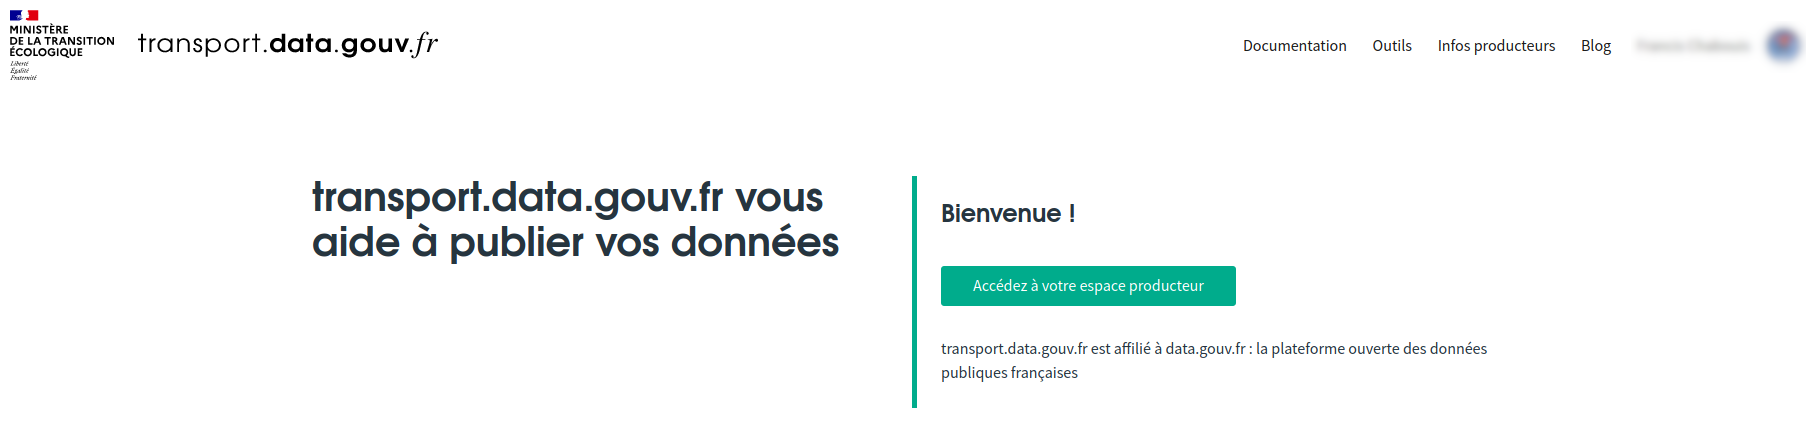 MINISTÈRE
DE LA TRANSITION
ÉCOLOGIQUE
Liberté
Égalité
Fraternité
transport.data.gouv.fr
Documentation
Outils
Infos producteurs
Blog
transport.data.gouv.fr vous
aide à publier vos données
Bienvenue !
Accédez à votre espace producteur
transport.data.gouv.fr est affilié à data.gouv.fr : la plateforme ouverte des données
publiques françaises